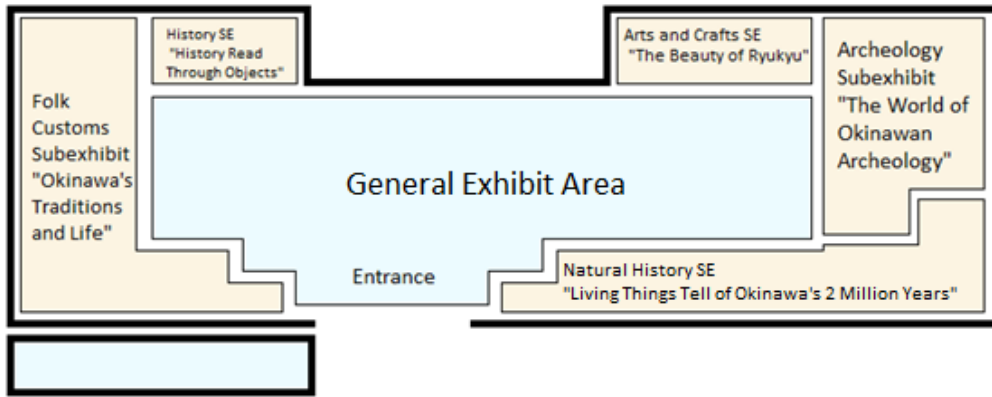 History SE
"History Read
Through Objects"
Arts and Crafts SE
"The Beauty of Ryukyu"
Archeology
Subexhibit
"The World of
Okinawan
Archeology"
Folk
Customs
Subexhibit
"Okinawa's
Traditions
and Life"
General Exhibit Area
Entrance
Natural History SE
"Living Things Tell of Okinawa's 2 Million Years"